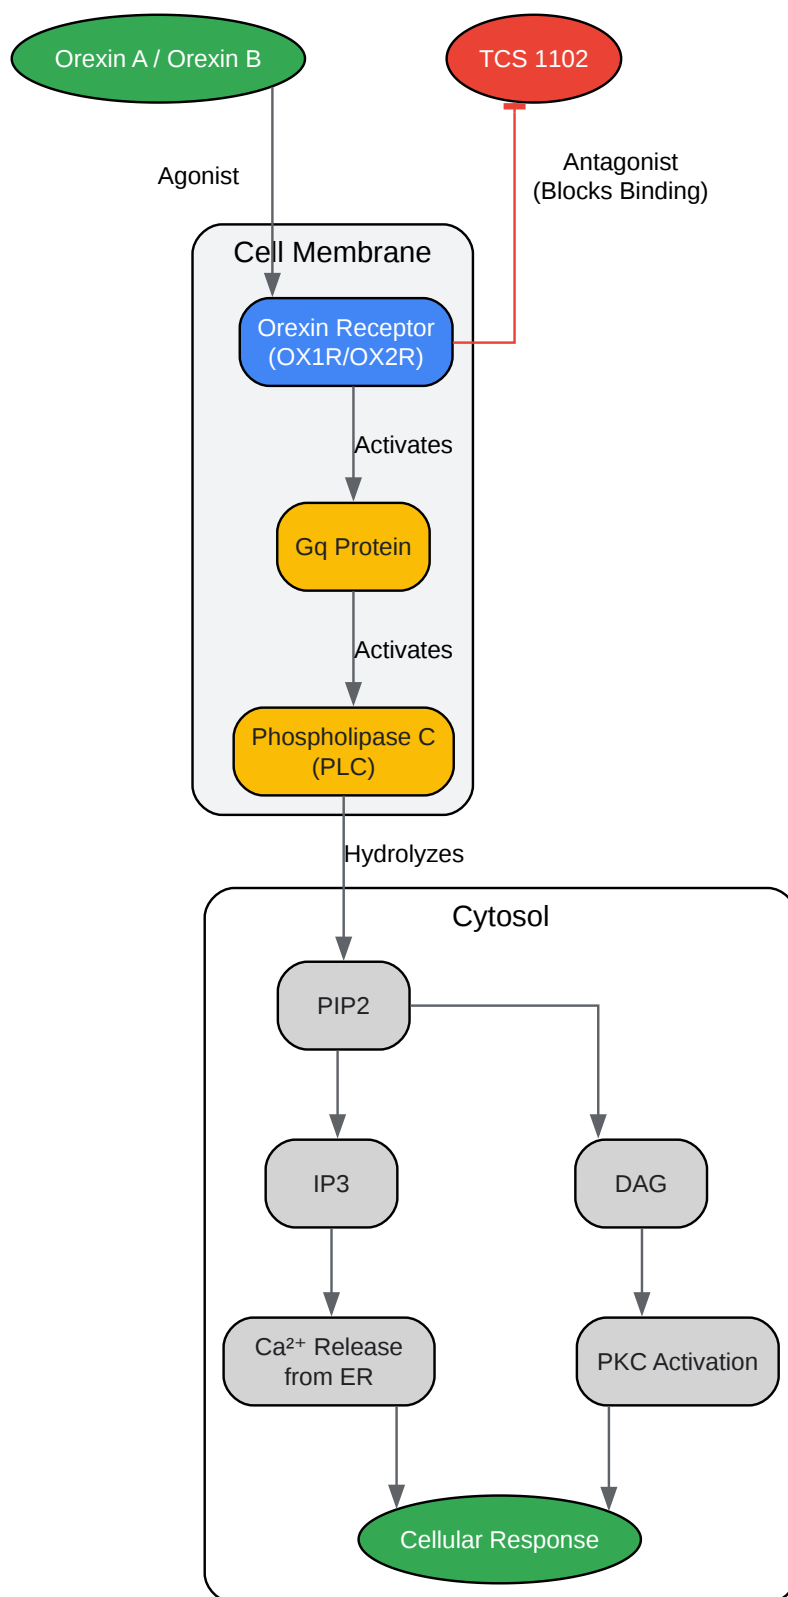 Orexin A / Orexin B
TCS 1102
Agonist
Antagonist
(Blocks Binding)
Cell Membrane
Orexin Receptor
(OX1R/OX2R)
Activates
Gq Protein
Activates
Phospholipase C
(PLC)
Hydrolyzes
Cytosol
PIP2
IP3
DAG
Ca²⁺ Release
from ER
PKC Activation
Cellular Response